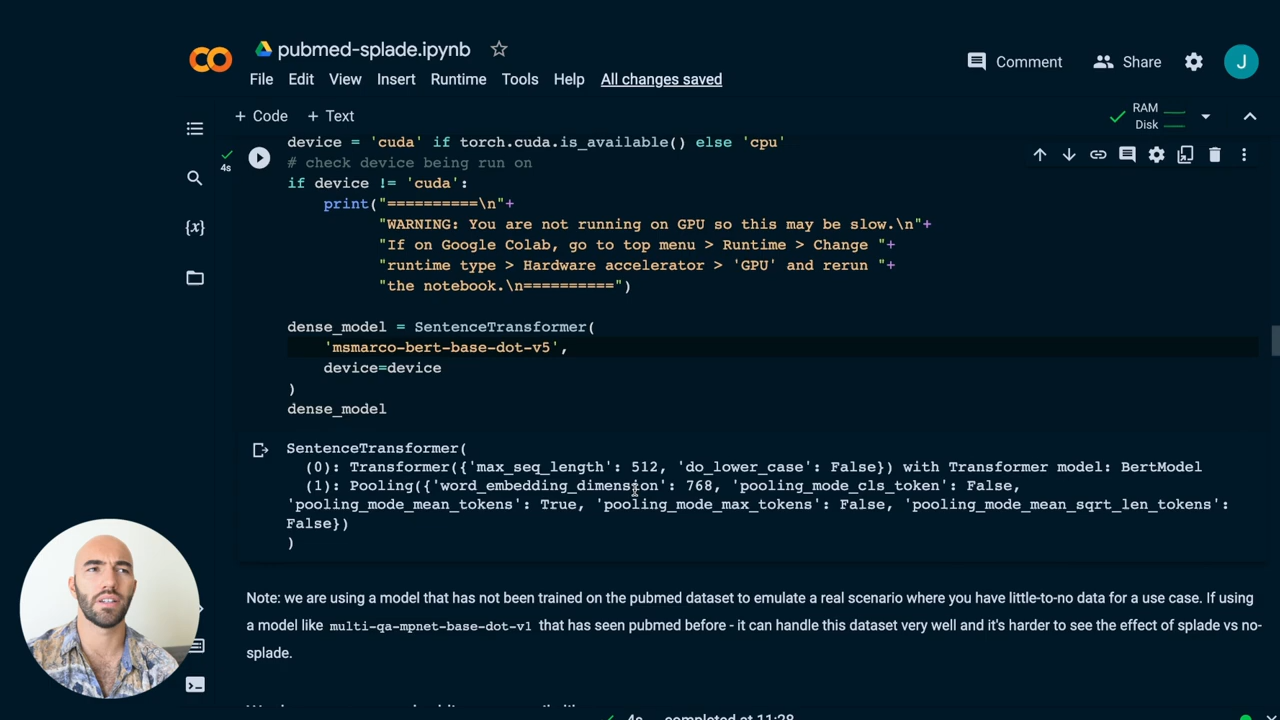 pubmed-splade.ipynb
File Edit View Insert Runtime Tools Help All changes saved
Comment Share J
+ Code + Text
RAM
Disk
4s
device = 'cuda' if torch.cuda.is_available() else 'cpu'
# check device being run on
if device != 'cuda':
    print("==========\n"+
          "WARNING: You are not running on GPU so this may be slow.\n"+
          "If on Google Colab, go to top menu > Runtime > Change "+
          "runtime type > Hardware accelerator > 'GPU' and rerun "+
          "the notebook.\n==========")
dense_model = SentenceTransformer(
    'msmarco-bert-base-dot-v5',
    device=device
)
dense_model
SentenceTransformer(
  (0): Transformer({'max_seq_length': 512, 'do_lower_case': False}) with Transformer model: BertModel
  (1): Pooling({'word_embedding_dimension': 768, 'pooling_mode_cls_token': False,
'pooling_mode_mean_tokens': True, 'pooling_mode_max_tokens': False, 'pooling_mode_mean_sqrt_len_tokens':
False})
)
Note: we are using a model that has not been trained on the pubmed dataset to emulate a real scenario where you have little-to-no data for a use case. If using
a model like multi-qa-mpnet-base-dot-v1 that has seen pubmed before - it can handle this dataset very well and it's harder to see the effect of splade vs no-
splade.
4s completed at 11:28